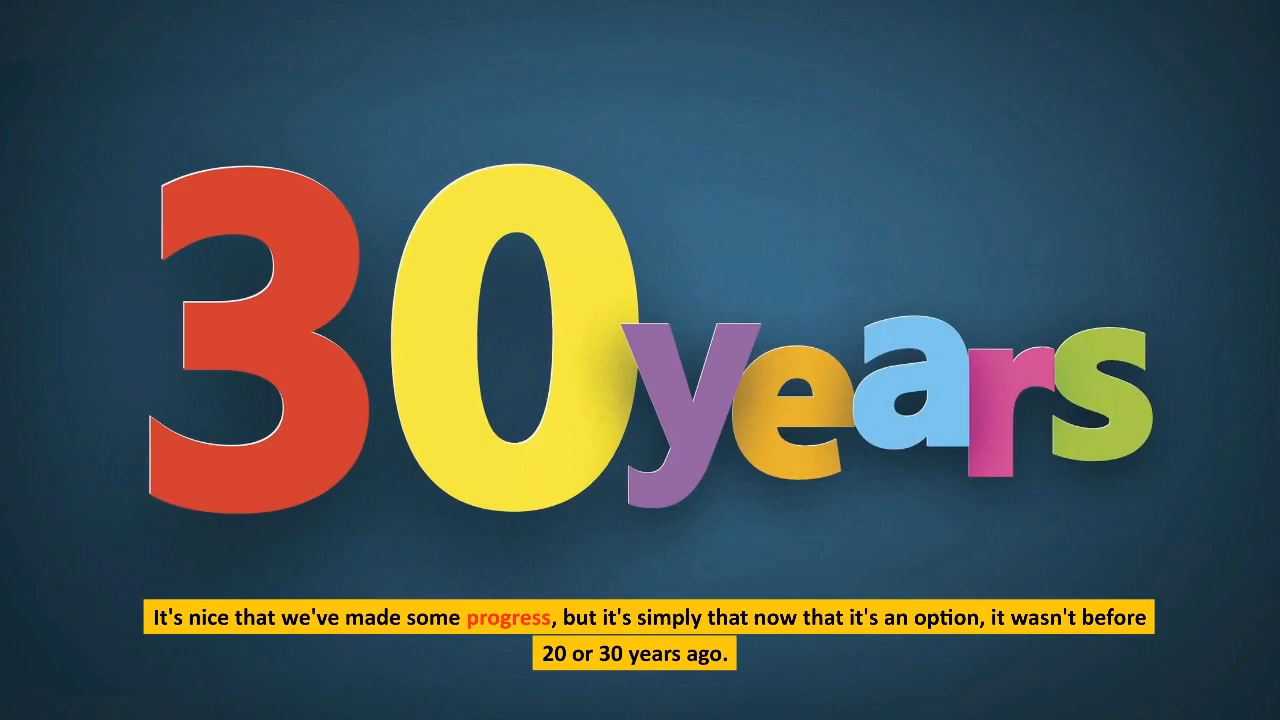 30years
It's nice that we've made some progress, but it's simply that now that it's an option, it wasn't before
20 or 30 years ago.